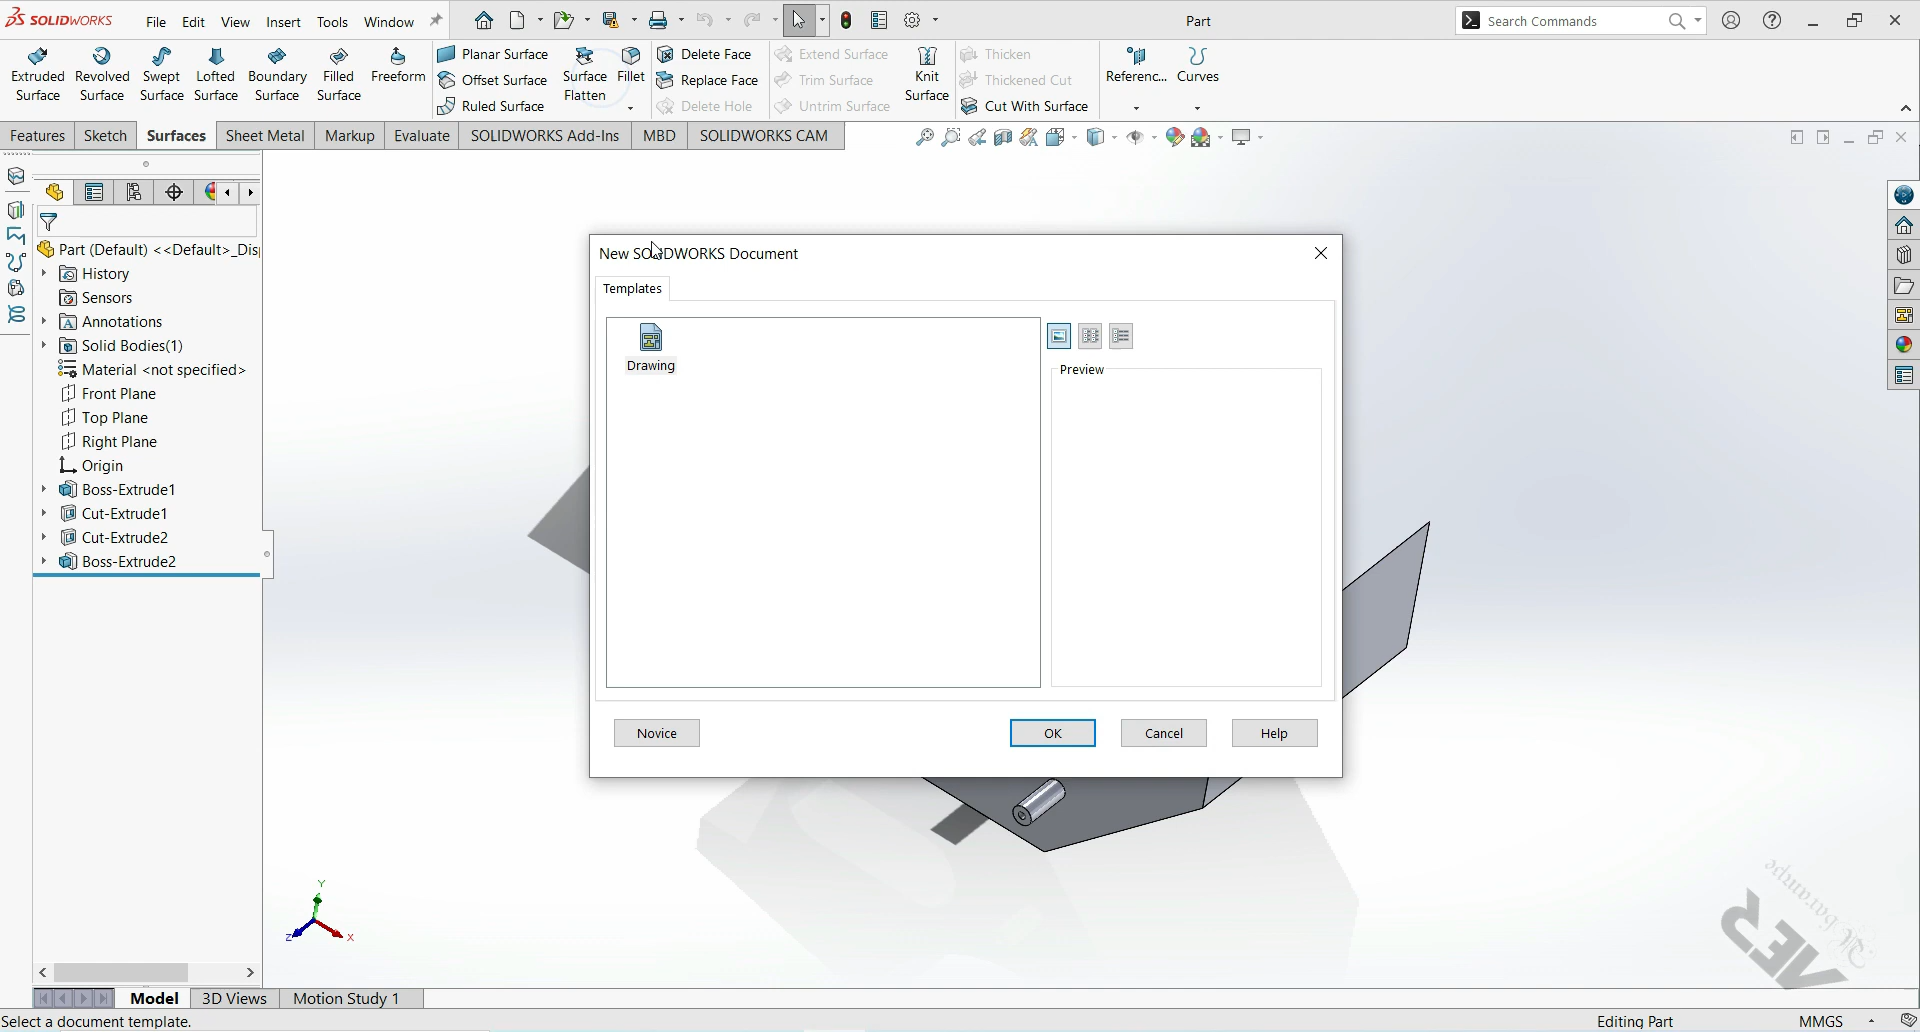 SOLIDWORKS File Edit View Insert Tools Window Part Search Commands
Extruded Surface
Revolved Surface
Swept Surface
Lofted Surface
Boundary Surface
Filled Surface
Freeform
Planar Surface
Offset Surface
Ruled Surface
Surface Flatten
Fillet
Delete Face
Replace Face
Delete Hole
Extend Surface
Trim Surface
Untrim Surface
Knit Surface
Thicken
Thickened Cut
Cut With Surface
Referenc...
Curves
Features Sketch Surfaces Sheet Metal Markup Evaluate SOLIDWORKS Add-Ins MBD SOLIDWORKS CAM
Part (Default) <<Default>_Dis
History
Sensors
Annotations
Solid Bodies(1)
Material <not specified>
Front Plane
Top Plane
Right Plane
Origin
Boss-Extrude1
Cut-Extrude1
Cut-Extrude2
Boss-Extrude2
New SOLIDWORKS Document
Templates
Drawing
Preview
Novice OK Cancel Help
Y
Z X
Model 3D Views Motion Study 1
Select a document template. Editing Part MMGS